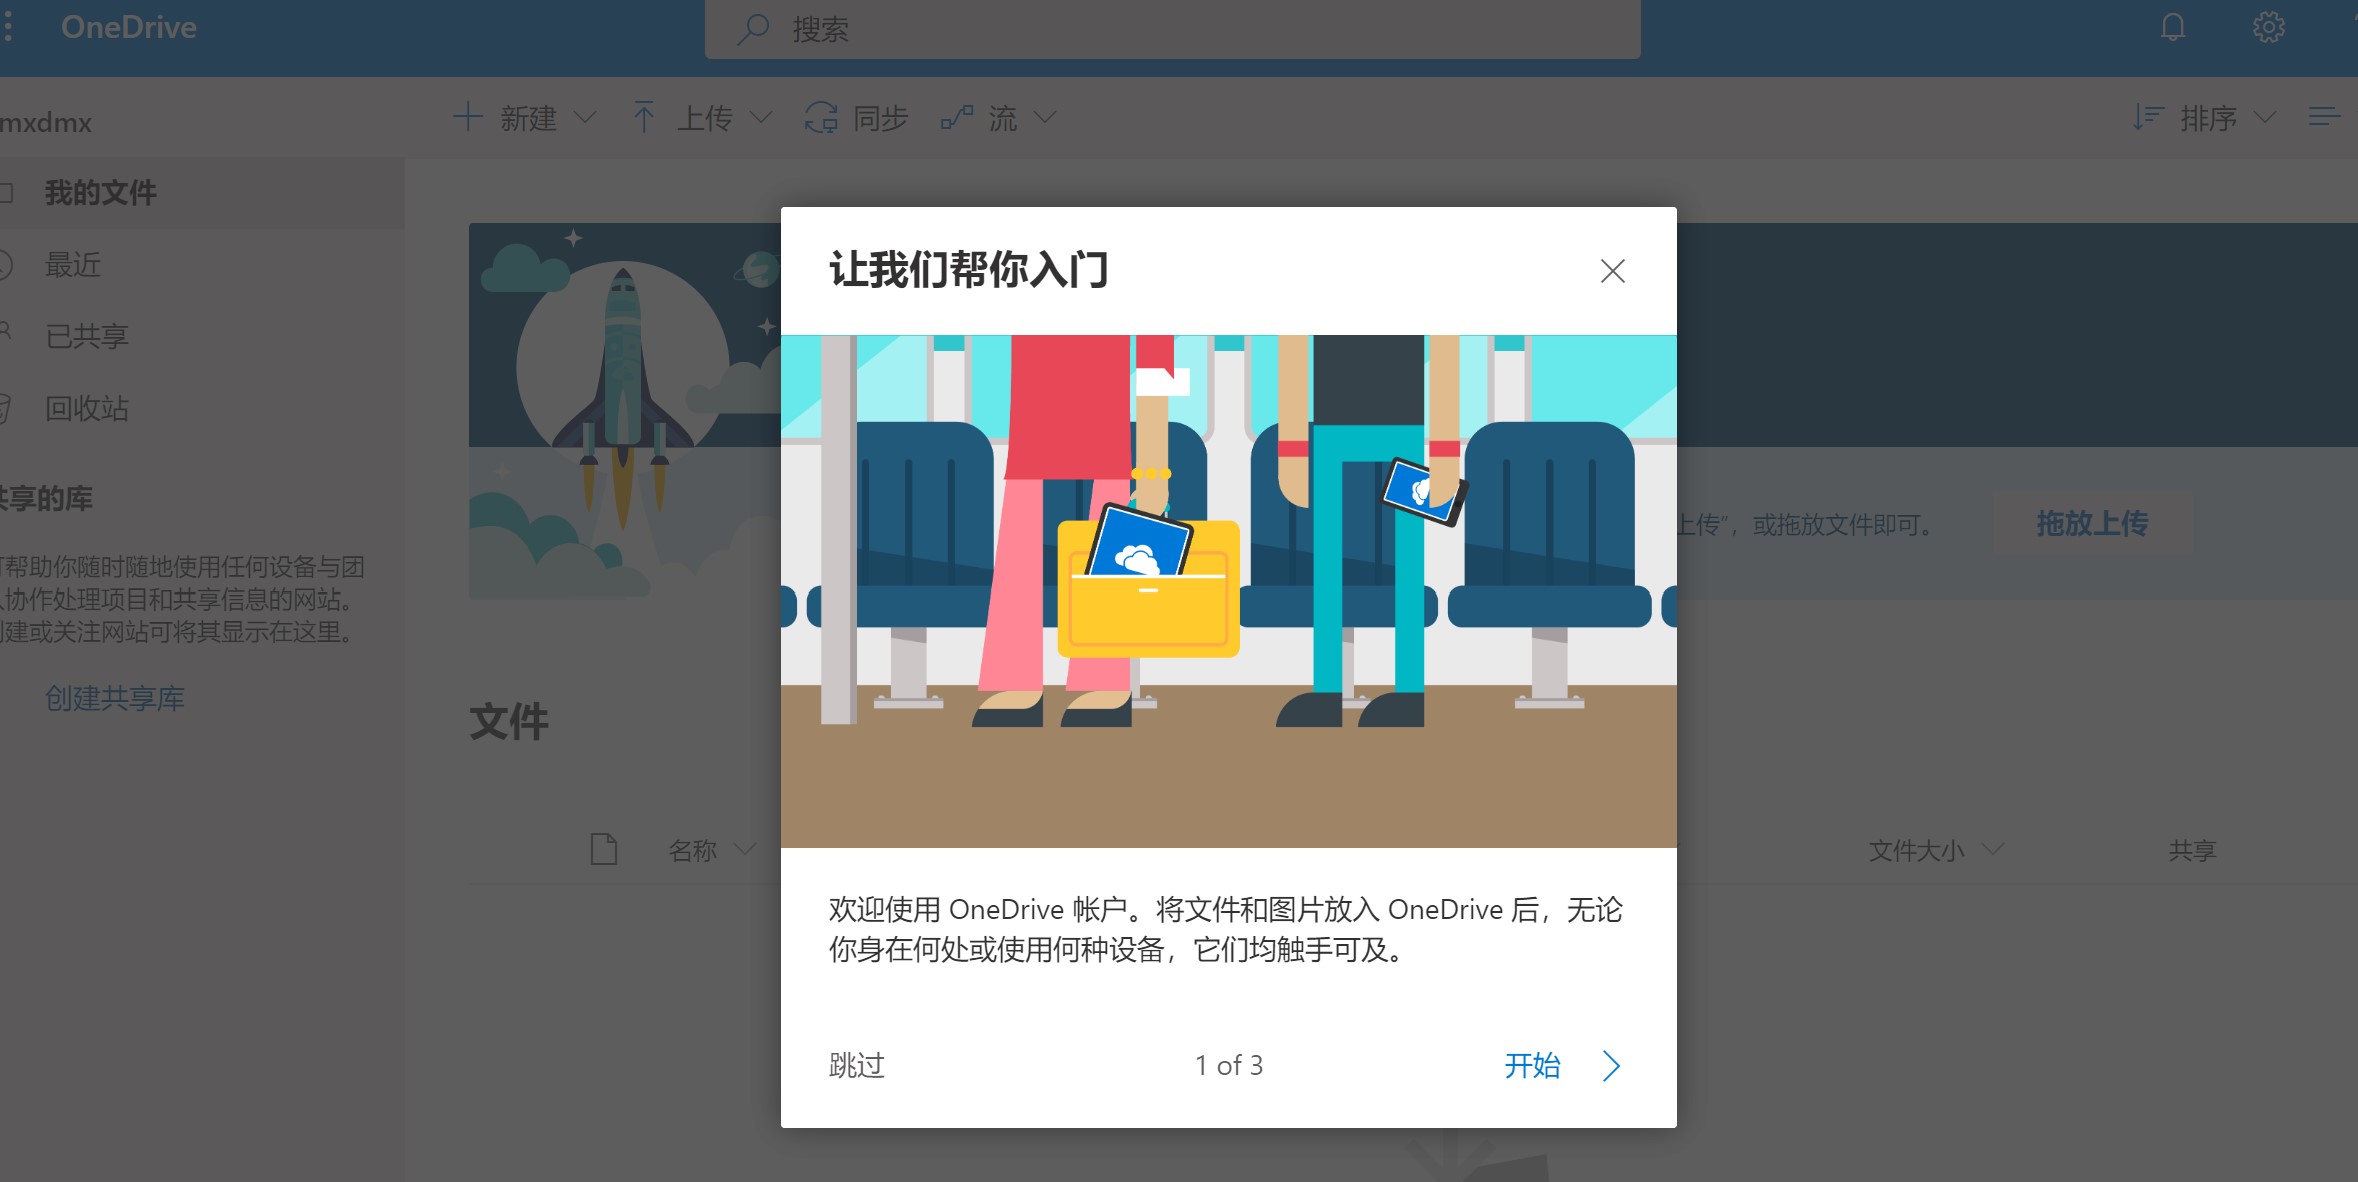 OneDrive
搜索
mxdmx
新建
上传
同步
流
排序
我的文件
最近
已共享
回收站
享的库
帮助你随时随地使用任何设备与团
协作处理项目和共享信息的网站。
建或关注网站可将其显示在这里。
创建共享库
让我们帮你入门
上传”，或拖放文件即可。
拖放上传
文件
名称
文件大小
共享
欢迎使用 OneDrive 帐户。将文件和图片放入 OneDrive 后，无论
你身在何处或使用何种设备，它们均触手可及。
跳过
1 of 3
开始